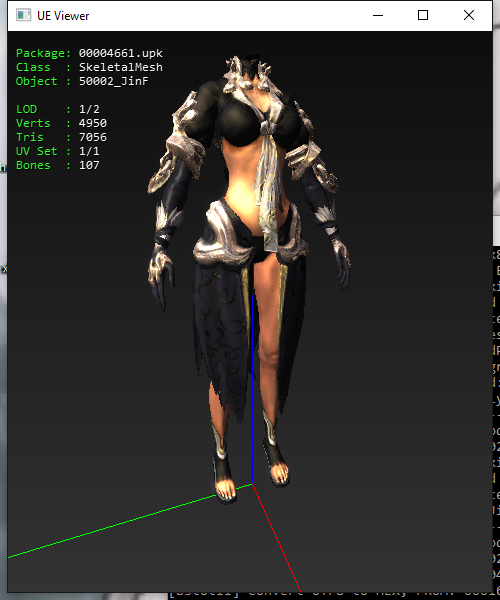 UE Viewer
Package: 00004661.upk
Class : SkeletalMesh
Object : 50002_JinF
LOD : 1/2
Verts : 4950
Tris : 7056
UV Set : 1/1
Bones : 107